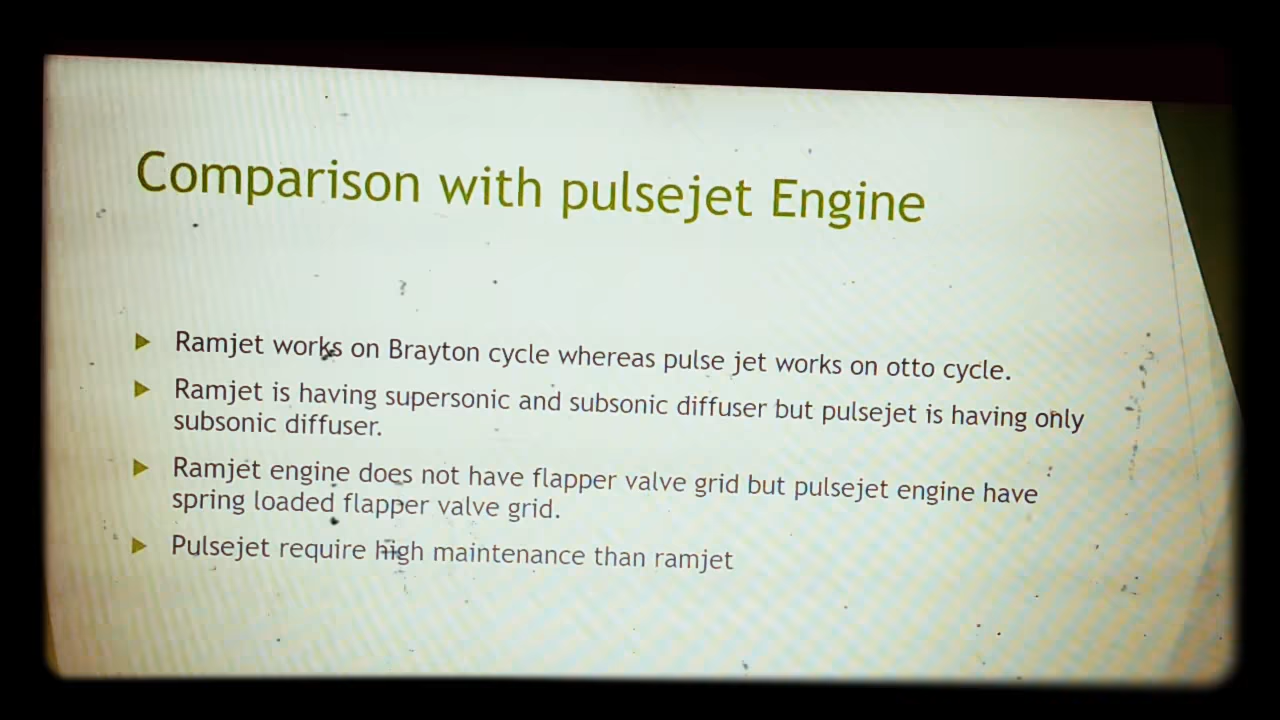 Comparison with pulsejet Engine
Ramjet works on Brayton cycle whereas pulse jet works on otto cycle.
Ramjet is having supersonic and subsonic diffuser but pulsejet is having only
subsonic diffuser.
Ramjet engine does not have flapper valve grid but pulsejet engine have
spring loaded flapper valve grid.
Pulsejet require high maintenance than ramjet